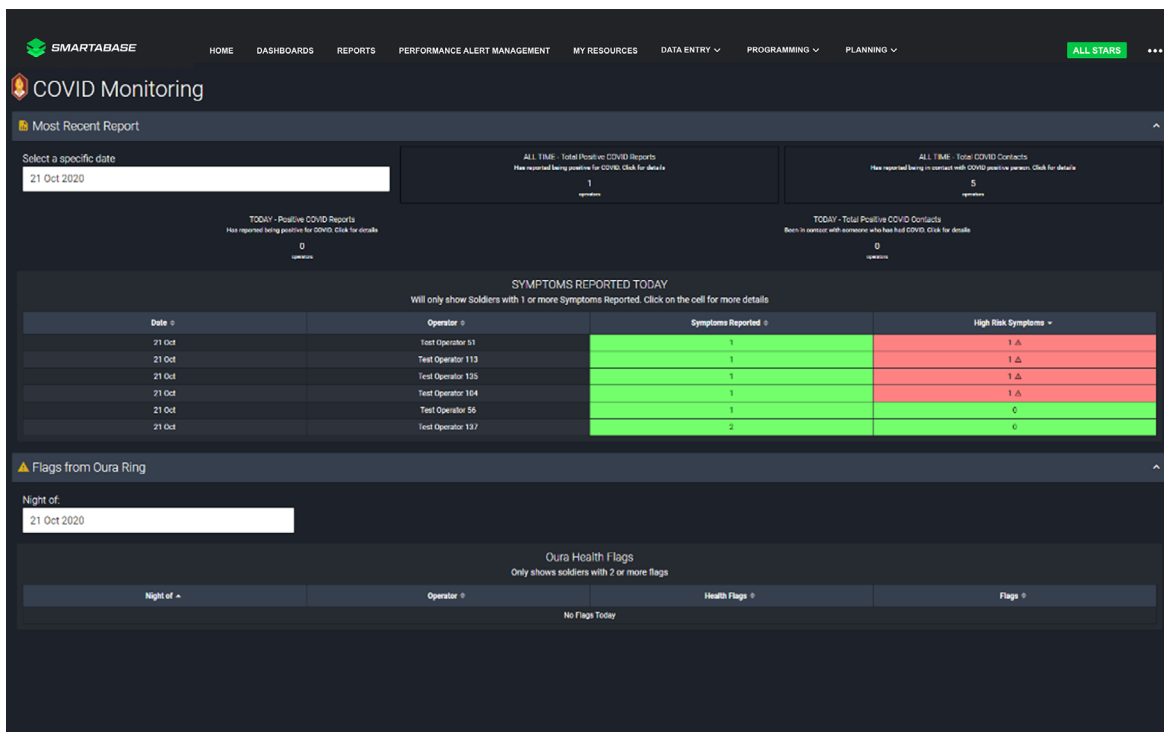 SMARTABASE
HOME DASHBOARDS REPORTS PERFORMANCE ALERT MANAGEMENT MY RESOURCES DATA ENTRY PROGRAMMING PLANNING ALL STARS
COVID Monitoring
Most Recent Report
Select a specific date
21 Oct 2020
ALL TIME - Total Positive COVID Reports
Has reported being positive for COVID. Click for details
1
operators
ALL TIME - Total COVID Contacts
Has reported being in contact with COVID positive person. Click for details
5
operators
TODAY - Positive COVID Reports
Has reported being positive for COVID. Click for details
0
operators
TODAY - Total Positive COVID Contacts
Been in contact with someone who has had COVID. Click for details
0
operators
SYMPTOMS REPORTED TODAY
Will only show Soldiers with 1 or more Symptoms Reported. Click on the cell for more details
Date Operator Symptoms Reported High Risk Symptoms
21 Oct Test Operator 51 1 1 ⚠
21 Oct Test Operator 113 1 1 ⚠
21 Oct Test Operator 135 1 1 ⚠
21 Oct Test Operator 104 1 1 ⚠
21 Oct Test Operator 56 1 0
21 Oct Test Operator 137 2 0
Flags from Oura Ring
Night of:
21 Oct 2020
Oura Health Flags
Only shows soldiers with 2 or more flags
Night of Operator Health Flags Flags
No Flags Today